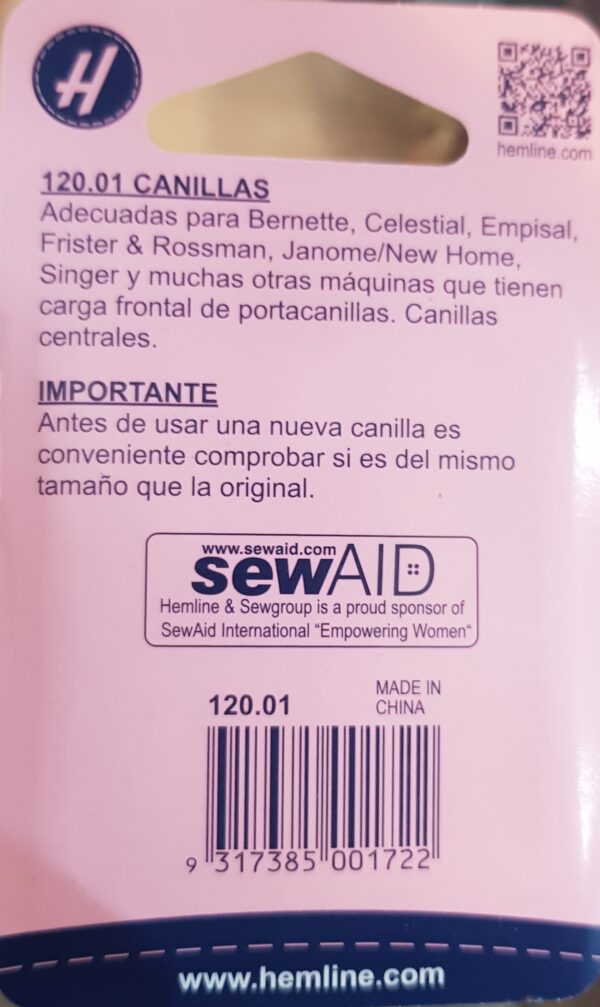 H
hemline.com
120.01 CANILLAS
Adecuadas para Bernette, Celestial, Empisal,
Frister & Rossman, Janome/New Home,
Singer y muchas otras máquinas que tienen
carga frontal de portacanillas. Canillas
centrales.
IMPORTANTE
Antes de usar una nueva canilla es
conveniente comprobar si es del mismo
tamaño que la original.
www.sewaid.com
sewAID
Hemline & Sewgroup is a proud sponsor of
SewAid International "Empowering Women"
120.01
MADE IN
CHINA
9 317385 001722
www.hemline.com